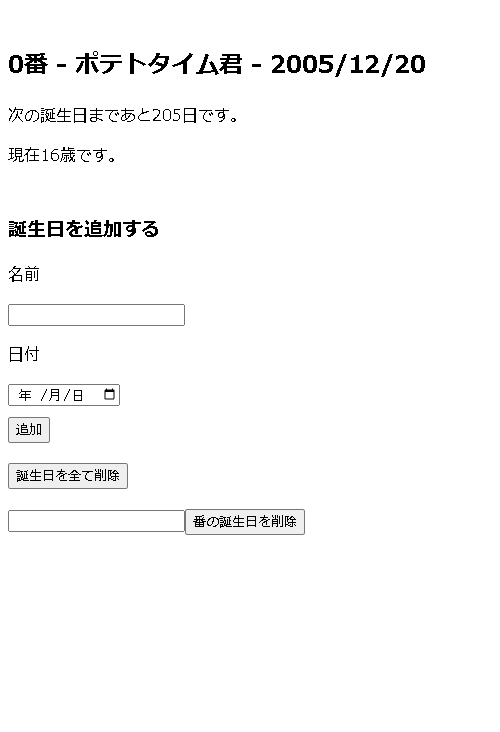 0番 - ポテトタイム君 - 2005/12/20
次の誕生日まであと205日です。
現在16歳です。
誕生日を追加する
名前
日付
年 /月/日
追加
誕生日を全て削除
番の誕生日を削除